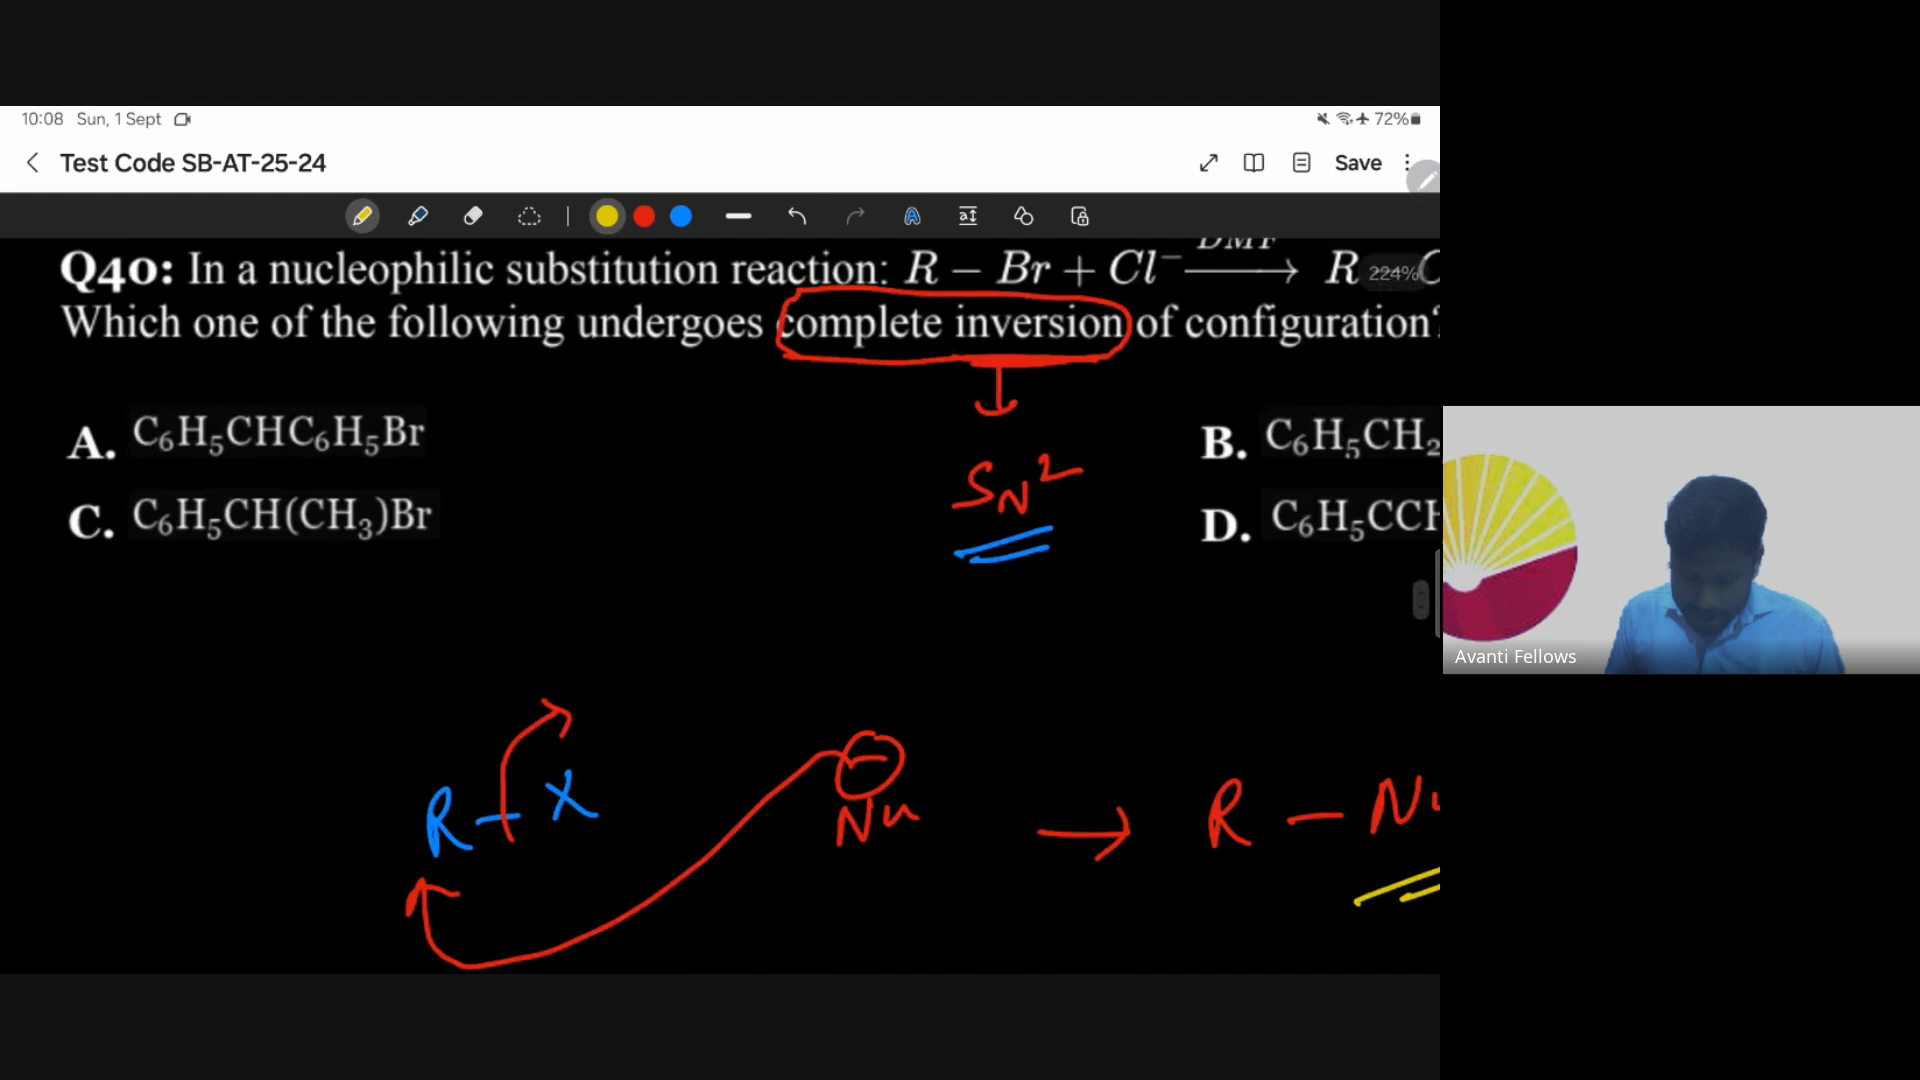 10:08 Sun, 1 Sept
72%
Test Code SB-AT-25-24
Save
Q40: In a nucleophilic substitution reaction: R − Br + Cl⁻ ⟶ R
224%
Which one of the following undergoes complete inversion of configuration?
A. C₆H₅CHC₆H₅Br
B. C₆H₅CH₂
C. C₆H₅CH(CH₃)Br
D. C₆H₅CC
SN²
R – X
Nu
→ R – Nu
Avanti Fellows